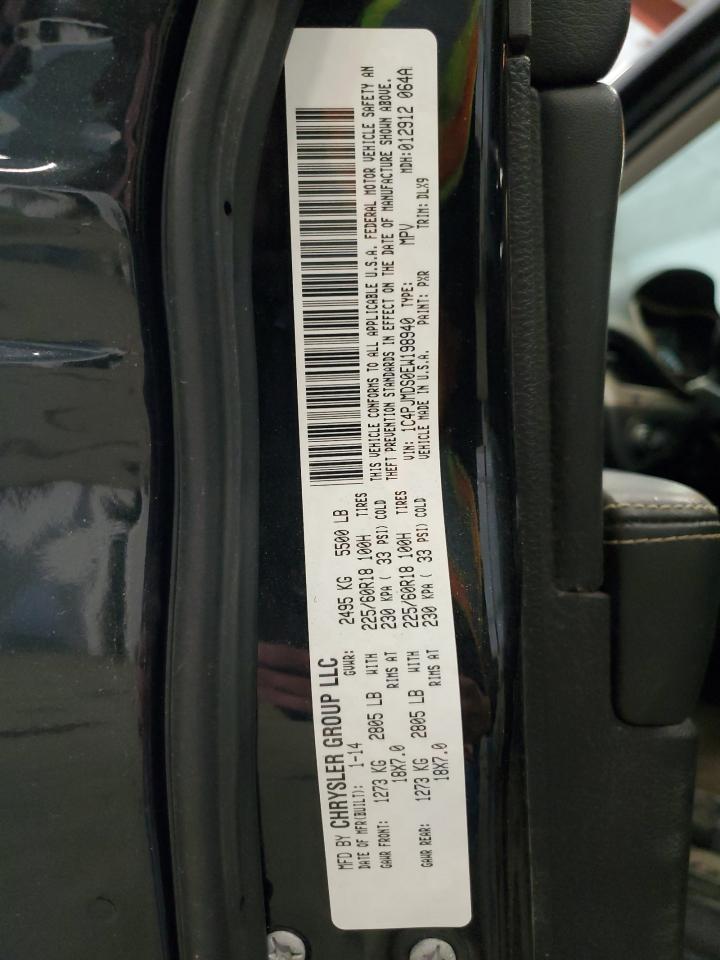 MFD BY CHRYSLER GROUP LLC
DATE OF MFR(BUILT): 1-14 GVWR: 2495 KG 5500 LB
GAWR FRONT: 1273 KG 2805 LB WITH 225/60R18 100H TIRES
18X7.0 RIMS AT 230 KPA ( 33 PSI) COLD
GAWR REAR: 1273 KG 2805 LB WITH 225/60R18 100H TIRES
18X7.0 RIMS AT 230 KPA ( 33 PSI) COLD
THIS VEHICLE CONFORMS TO ALL APPLICABLE U.S.A. FEDERAL MOTOR VEHICLE SAFETY AN
THEFT PREVENTION STANDARDS IN EFFECT ON THE DATE OF MANUFACTURE SHOWN ABOVE.
VIN: 1C4PJMDS0EW198940 TYPE: MPV MDH:012912 064A
VEHICLE MADE IN U.S.A. PAINT: PXR TRIM: DLX9